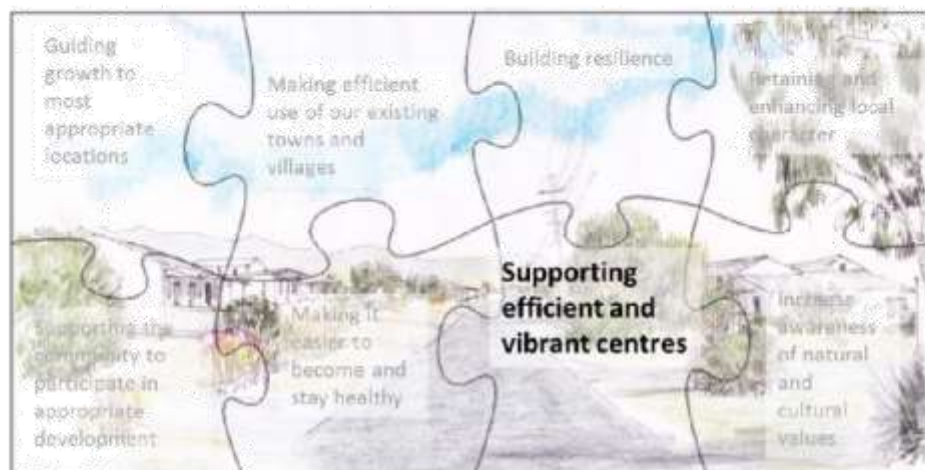 Guiding
growth to
most
appropriate
locations
Making efficient
use of our existing
towns and
villages
Building resilience
Retaining and
enhancing local
character
Supporting the
community to
participate in
appropriate
development
Making it
easier to
become and
stay healthy
Supporting
efficient and
vibrant centres
Increase
awareness
of natural
and
cultural
values